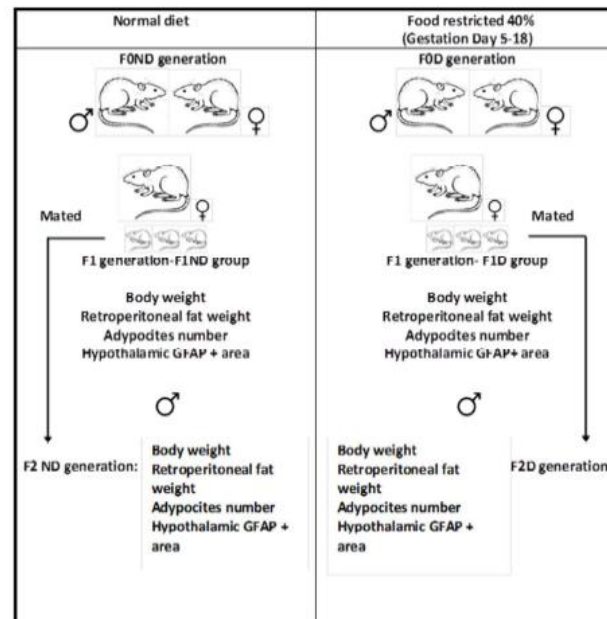 Normal diet
Food restricted 40%
(Gestation Day 5-18)
F0ND generation
♂
♀
♀
Mated
F1 generation-F1ND group
Body weight
Retroperitoneal fat weight
Adypocites number
Hypothalamic GFAP + area
♂
F2 ND generation:
Body weight
Retroperitoneal fat
weight
Adypocites number
Hypothalamic GFAP +
area
F0D generation
♂
♀
♀
Mated
F1 generation- F1D group
Body weight
Retroperitoneal fat weight
Adypocites number
Hypothalamic GFAP+ area
♂
Body weight
Retroperitoneal fat
weight
Adypocites number
Hypothalamic GFAP +
area
F2D generation